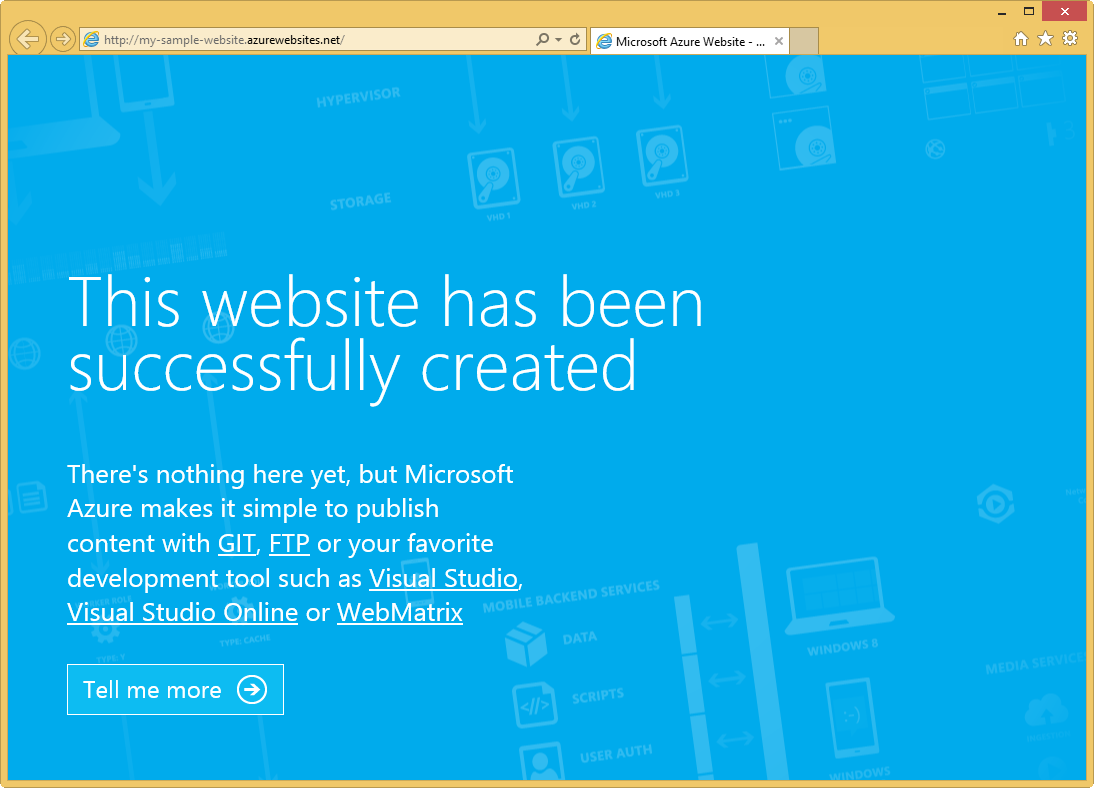 http://my-sample-website.azurewebsites.net/
Microsoft Azure Website - ...
HYPERVISOR
STORAGE
VHD 1
VHD 2
VHD 3
This website has been
successfully created
There's nothing here yet, but Microsoft
Azure makes it simple to publish
content with GIT, FTP or your favorite
development tool such as Visual Studio,
Visual Studio Online or WebMatrix
TYPE: Y
TYPE: CACHE
Tell me more
MOBILE BACKEND SERVICES
DATA
SCRIPTS
USER AUTH
WINDOWS 8
WINDOWS
MEDIA SERVICES